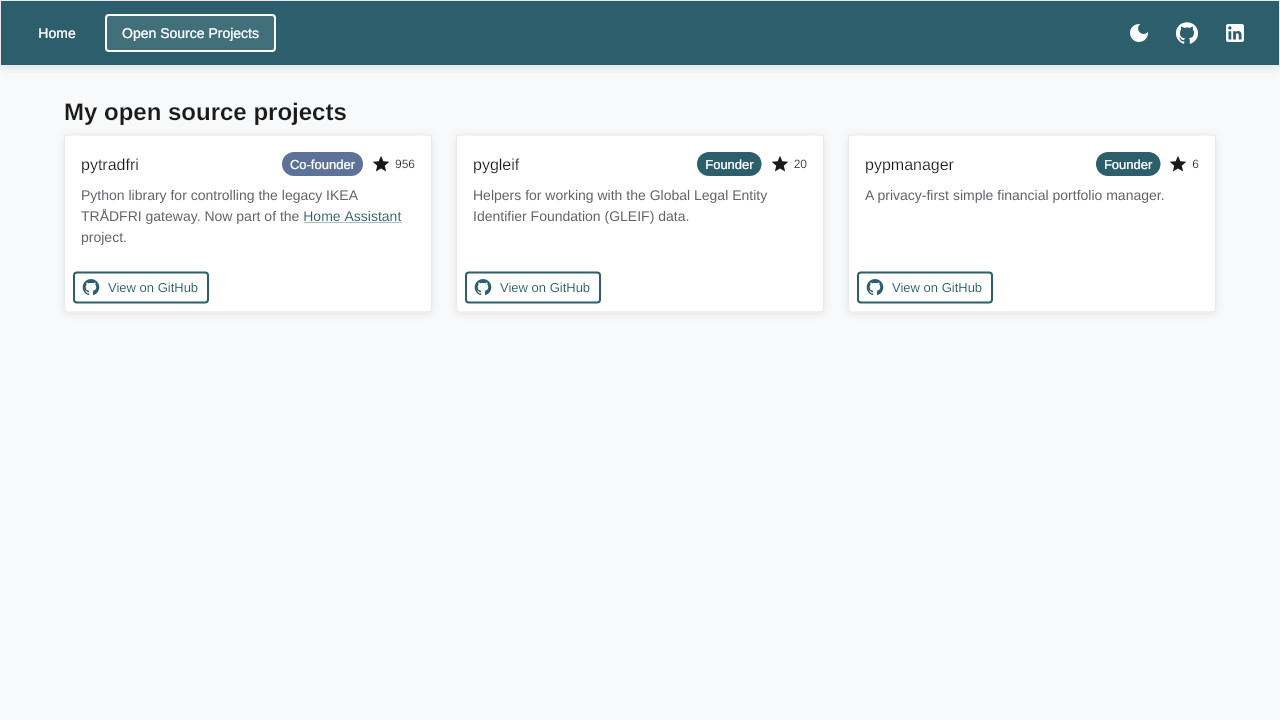 Home
Open Source Projects
My open source projects
pytradfri
Co-founder
956
Python library for controlling the legacy IKEA
TRÅDFRI gateway. Now part of the Home Assistant
project.
View on GitHub
pygleif
Founder
20
Helpers for working with the Global Legal Entity
Identifier Foundation (GLEIF) data.
View on GitHub
pypmanager
Founder
6
A privacy-first simple financial portfolio manager.
View on GitHub